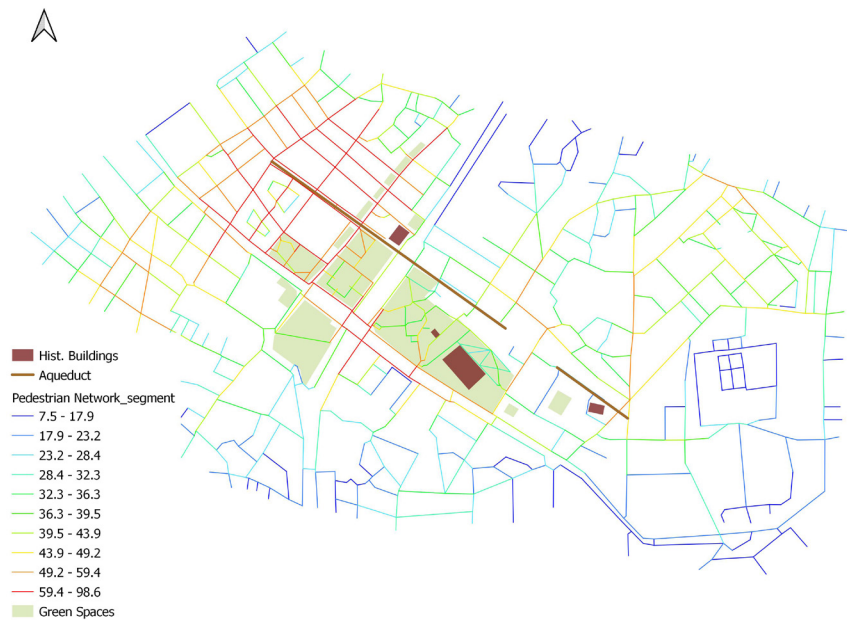 Hist. Buildings
Aqueduct
Pedestrian Network_segment
7.5 - 17.9
17.9 - 23.2
23.2 - 28.4
28.4 - 32.3
32.3 - 36.3
36.3 - 39.5
39.5 - 43.9
43.9 - 49.2
49.2 - 59.4
59.4 - 98.6
Green Spaces